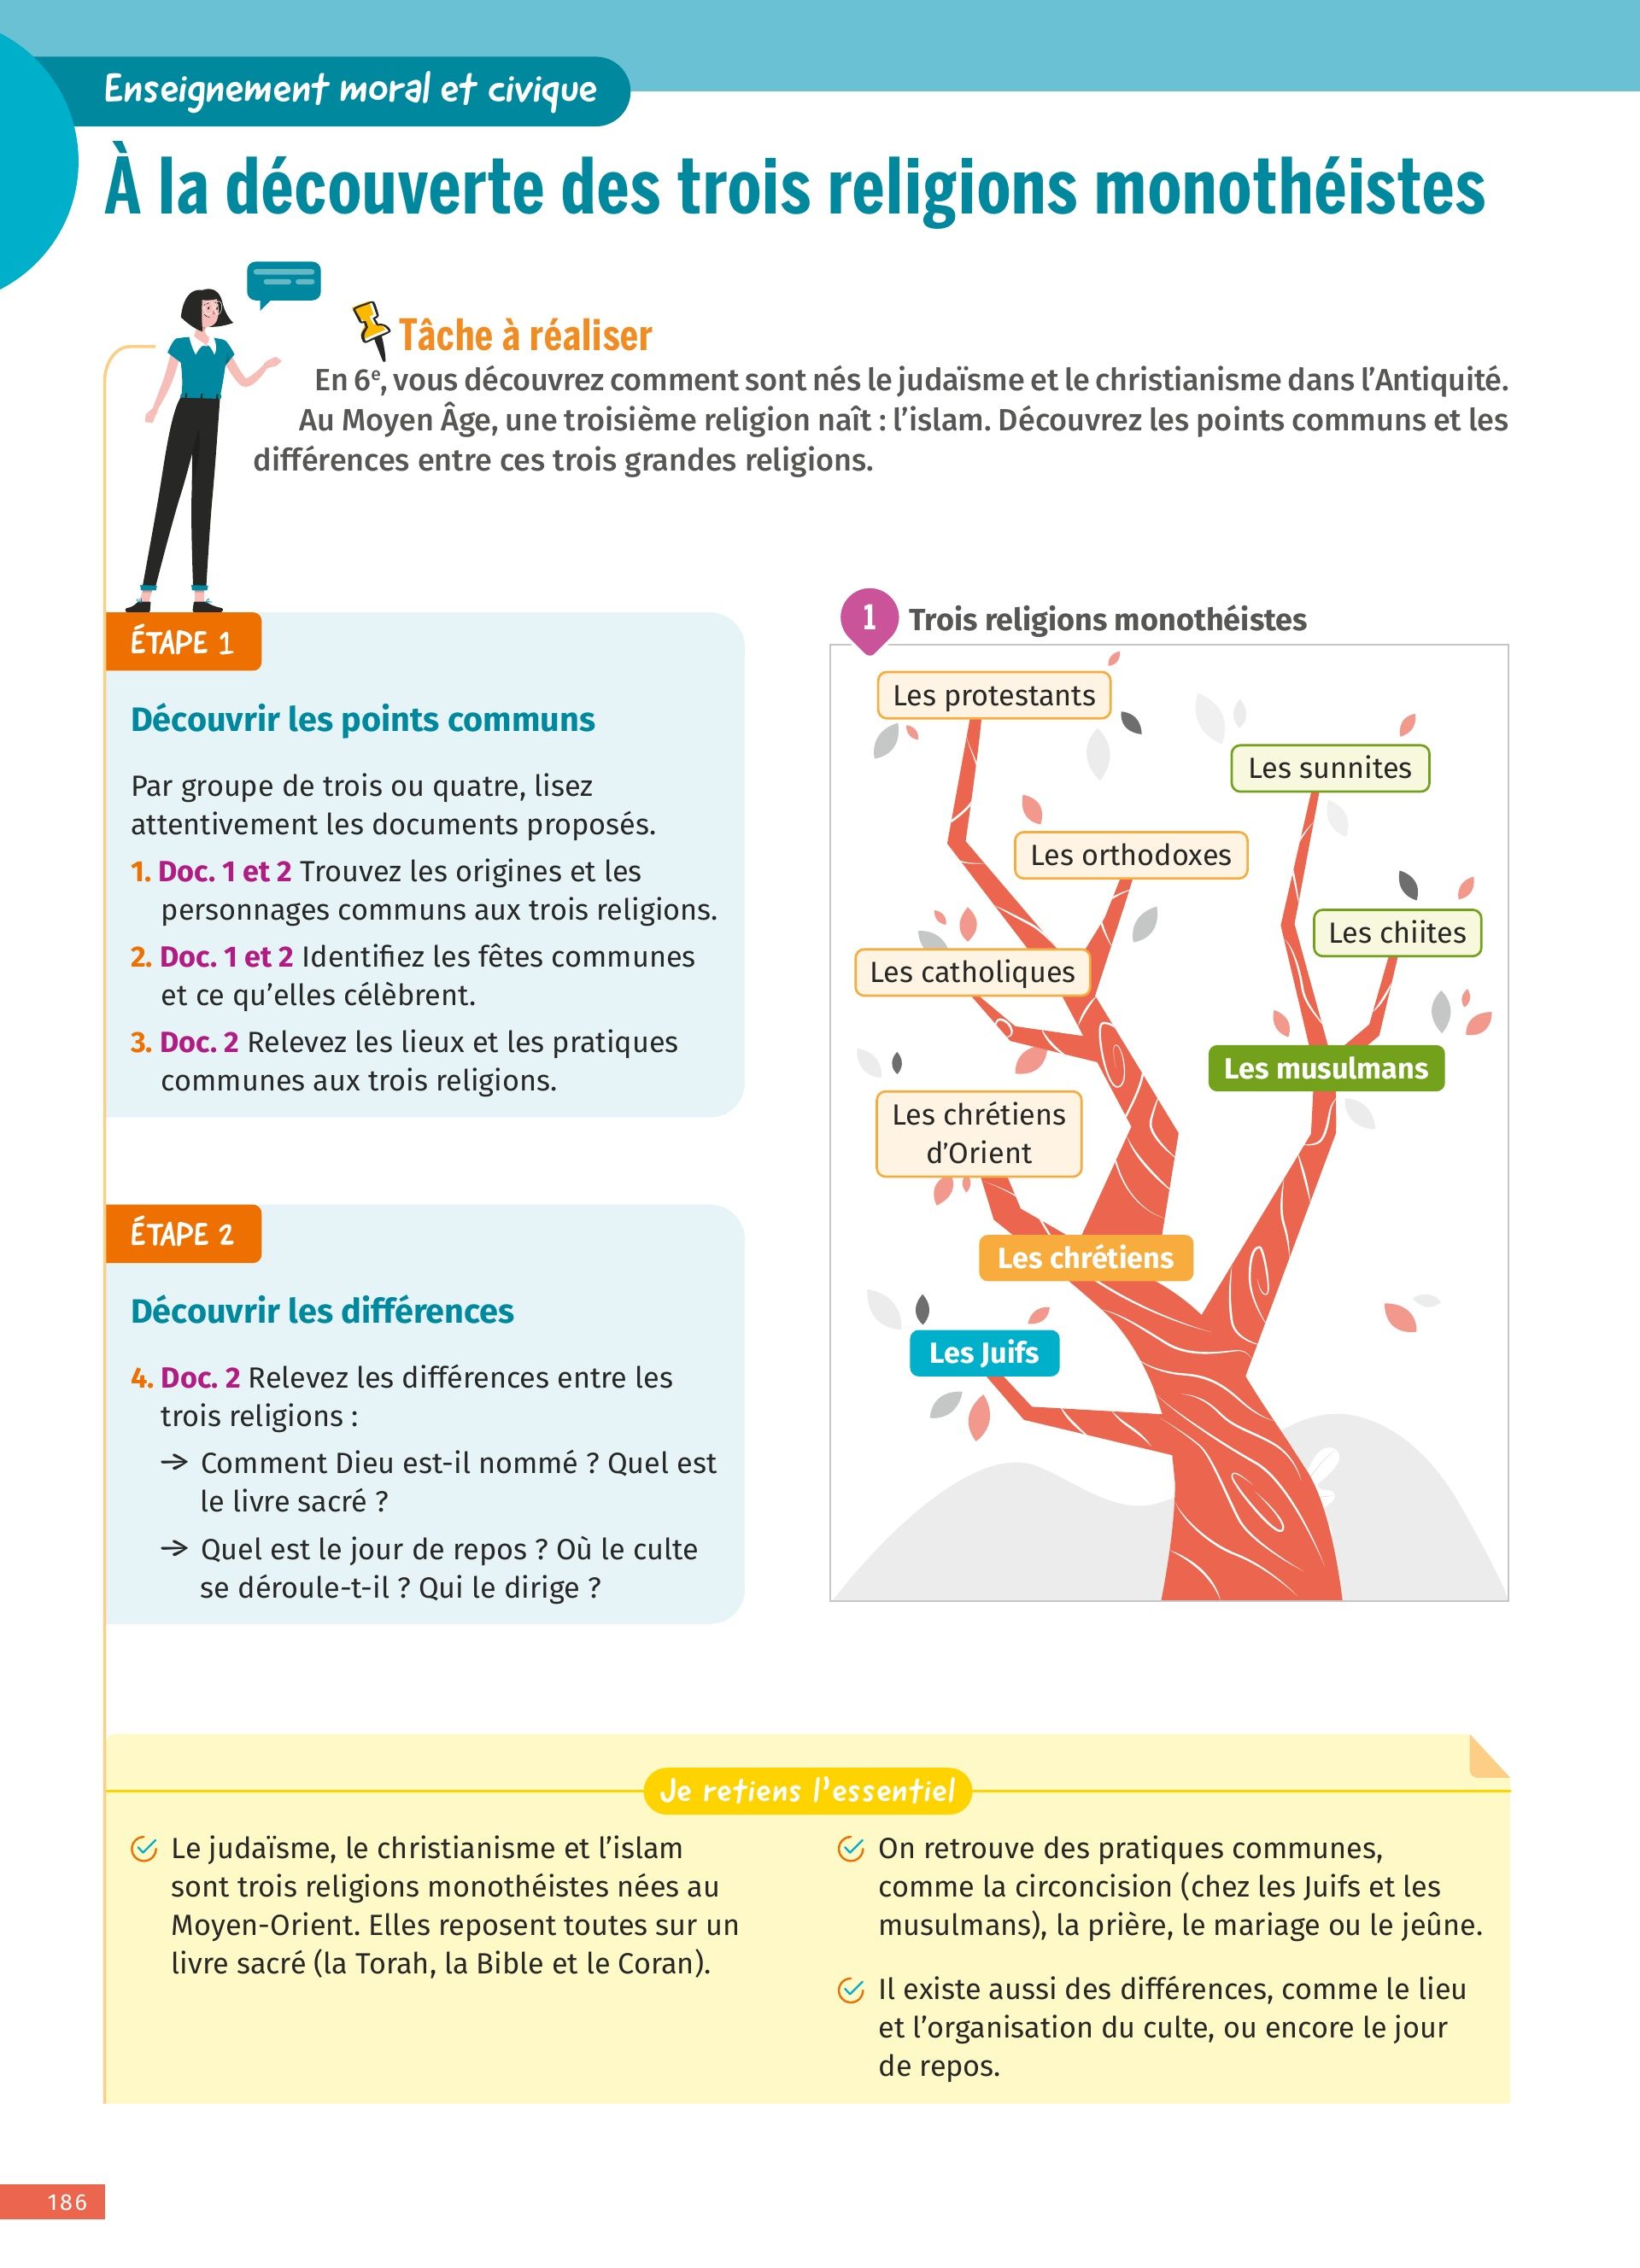 Enseignement moral et civique
À la découverte des trois religions monothéistes
Tâche à réaliser
En 6e, vous découvrez comment sont nés le judaïsme et le christianisme dans l’Antiquité.
Au Moyen Âge, une troisième religion naît : l’islam. Découvrez les points communs et les
différences entre ces trois grandes religions.
ÉTAPE 1
Découvrir les points communs
Par groupe de trois ou quatre, lisez
attentivement les documents proposés.
1. Doc. 1 et 2 Trouvez les origines et les
personnages communs aux trois religions.
2. Doc. 1 et 2 Identifiez les fêtes communes
et ce qu’elles célèbrent.
3. Doc. 2 Relevez les lieux et les pratiques
communes aux trois religions.
ÉTAPE 2
Découvrir les différences
4. Doc. 2 Relevez les différences entre les
trois religions :
→ Comment Dieu est-il nommé ? Quel est
le livre sacré ?
→ Quel est le jour de repos ? Où le culte
se déroule-t-il ? Qui le dirige ?
1 Trois religions monothéistes
Les protestants
Les sunnites
Les orthodoxes
Les chiites
Les catholiques
Les musulmans
Les chrétiens
d’Orient
Les chrétiens
Les Juifs
Je retiens l’essentiel
Le judaïsme, le christianisme et l’islam
sont trois religions monothéistes nées au
Moyen-Orient. Elles reposent toutes sur un
livre sacré (la Torah, la Bible et le Coran).
On retrouve des pratiques communes,
comme la circoncision (chez les Juifs et les
musulmans), la prière, le mariage ou le jeûne.
Il existe aussi des différences, comme le lieu
et l’organisation du culte, ou encore le jour
de repos.
186